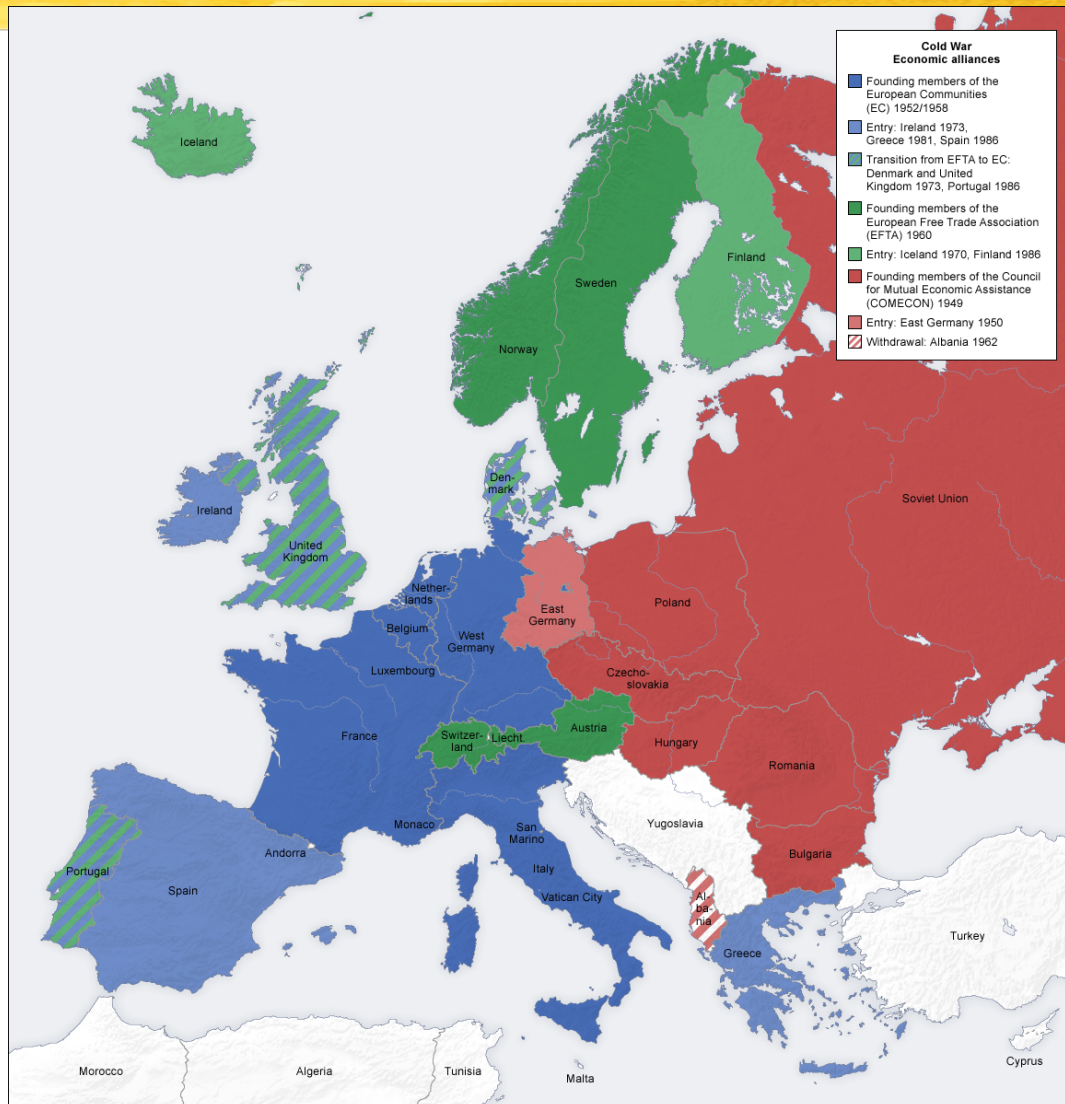 Cold War
Economic alliances
Founding members of the
European Communities
(EC) 1952/1958
Entry: Ireland 1973,
Greece 1981, Spain 1986
Transition from EFTA to EC:
Denmark and United
Kingdom 1973, Portugal 1986
Founding members of the
European Free Trade Association
(EFTA) 1960
Entry: Iceland 1970, Finland 1986
Founding members of the Council
for Mutual Economic Assistance
(COMECON) 1949
Entry: East Germany 1950
Withdrawal: Albania 1962
Iceland
Finland
Sweden
Norway
Den-
mark
Soviet Union
Ireland
United
Kingdom
Nether-
lands
East
Germany
Poland
Belgium
West
Germany
Luxembourg
Czecho-
slovakia
France
Switzer-
land
Liecht.
Austria
Hungary
Romania
Monaco
San
Marino
Yugoslavia
Andorra
Bulgaria
Portugal
Spain
Italy
Vatican City
Al-
ba-
nia
Greece
Turkey
Morocco
Algeria
Tunisia
Malta
Cyprus